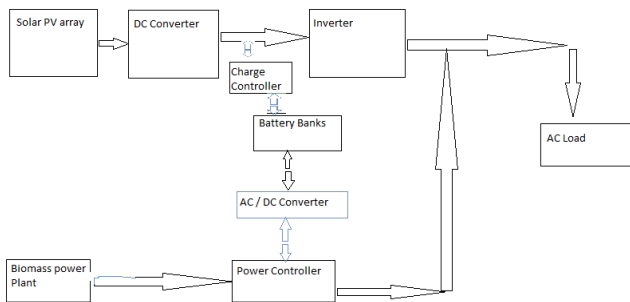 Solar PV array
DC Converter
Inverter
Charge
Controller
Battery Banks
AC Load
AC / DC Converter
Biomass power
Plant
Power Controller